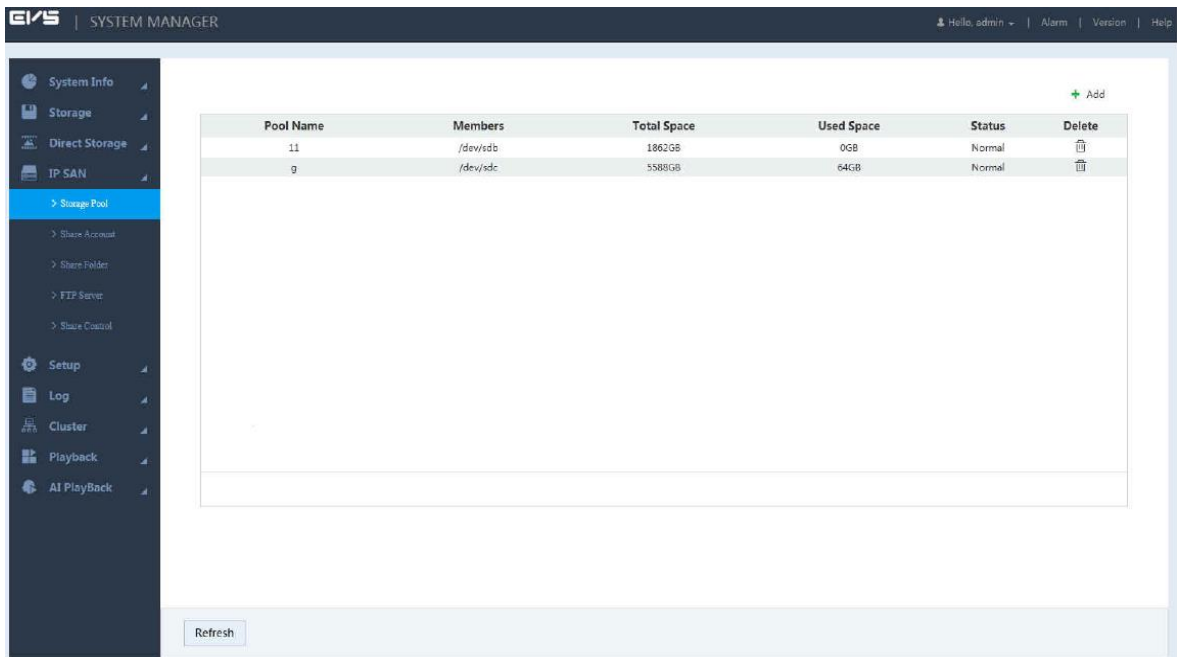 EVS | SYSTEM MANAGER
Hello, admin | Alarm | Version | Help
System Info
Storage
Direct Storage
IP SAN
> Storage Pool
> Share Account
> Share Folder
> FTP Server
> Share Control
Setup
Log
Cluster
Playback
AI PlayBack
+ Add
Pool Name Members Total Space Used Space Status Delete
11 /dev/sdb 1862GB 0GB Normal
g /dev/sdc 5588GB 64GB Normal
Refresh